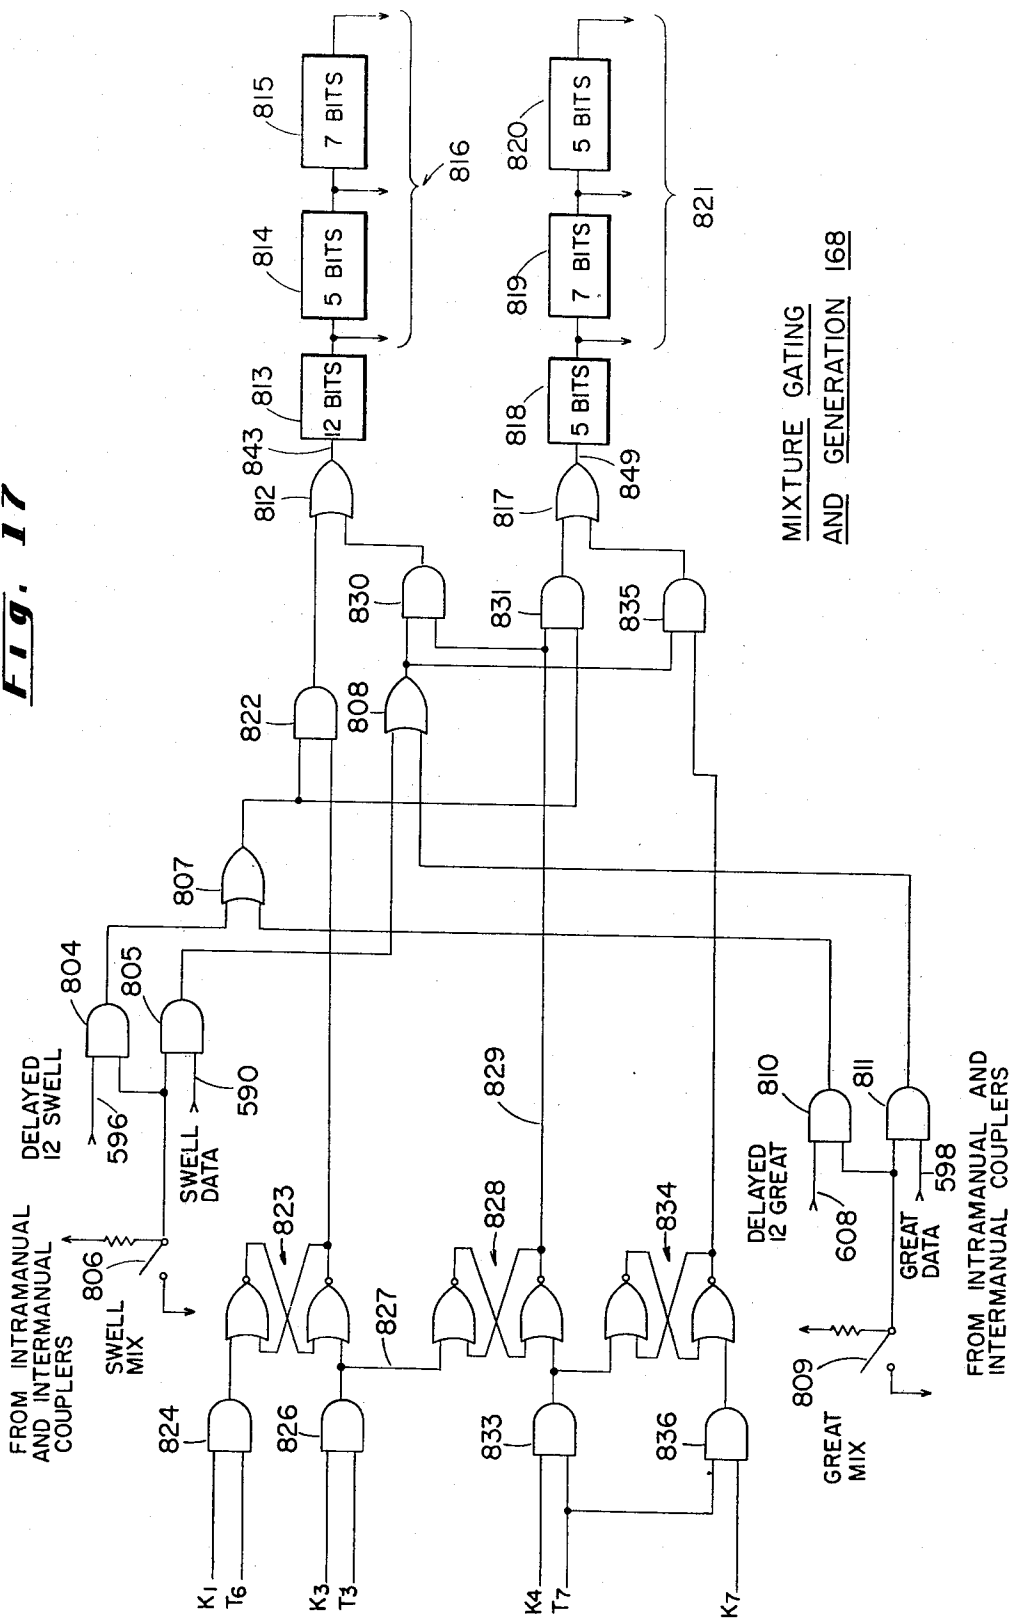 Fig. 17
FROM INTRAMANUAL
AND INTERMANUAL
COUPLERS
DELAYED
12 SWELL
596
804
805
SWELL
DATA
590
806
SWELL
MIX
807
822
808
830
812
843
813
12 BITS
814
5 BITS
815
7 BITS
816
K1
T6
824
823
K3
T3
826
827
828
829
K4
T7
833
834
836
K7
831
835
817
849
818
5 BITS
819
7 BITS
820
5 BITS
821
DELAYED
12 GREAT
608
810
811
GREAT
DATA
598
809
GREAT
MIX
FROM INTRAMANUAL AND
INTERMANUAL COUPLERS
MIXTURE GATING
AND GENERATION 168